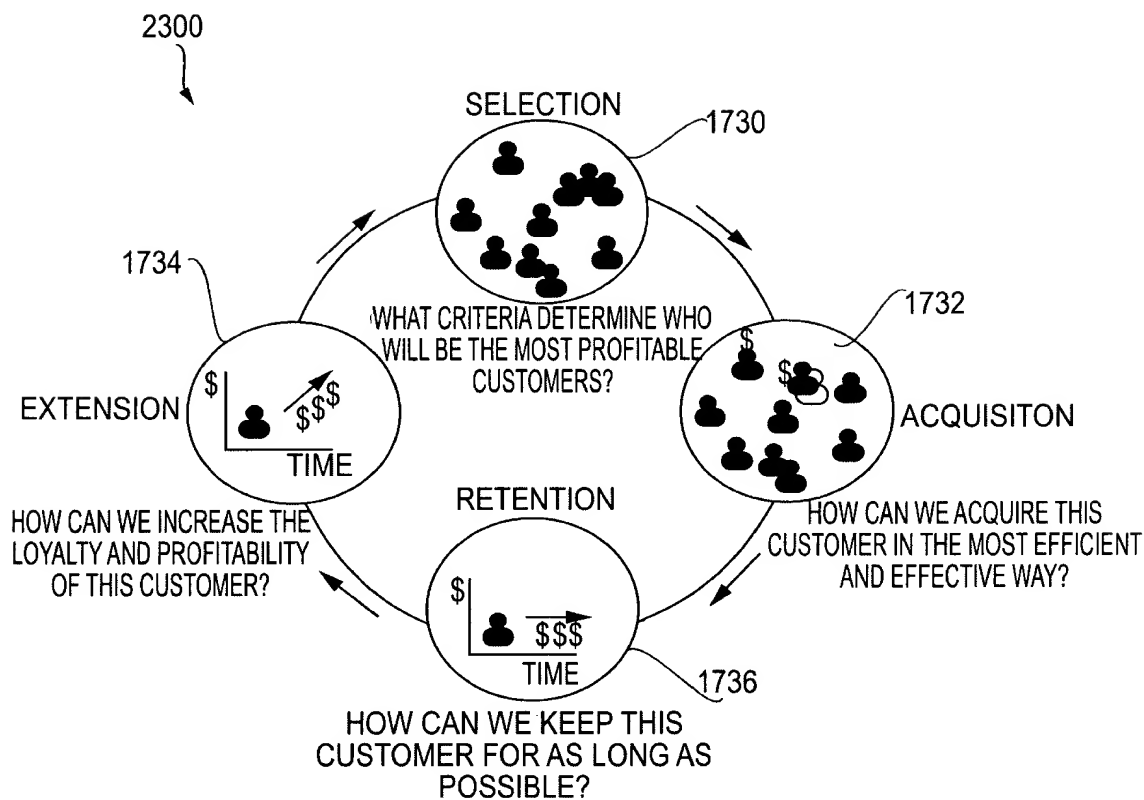 2300
SELECTION
1730
WHAT CRITERIA DETERMINE WHO
WILL BE THE MOST PROFITABLE
CUSTOMERS?
1732
$
$
ACQUISITON
HOW CAN WE ACQUIRE THIS
CUSTOMER IN THE MOST EFFICIENT
AND EFFECTIVE WAY?
RETENTION
$
$$$
TIME
1736
HOW CAN WE KEEP THIS
CUSTOMER FOR AS LONG AS
POSSIBLE?
1734
EXTENSION
$
$$$
TIME
HOW CAN WE INCREASE THE
LOYALTY AND PROFITABILITY
OF THIS CUSTOMER?